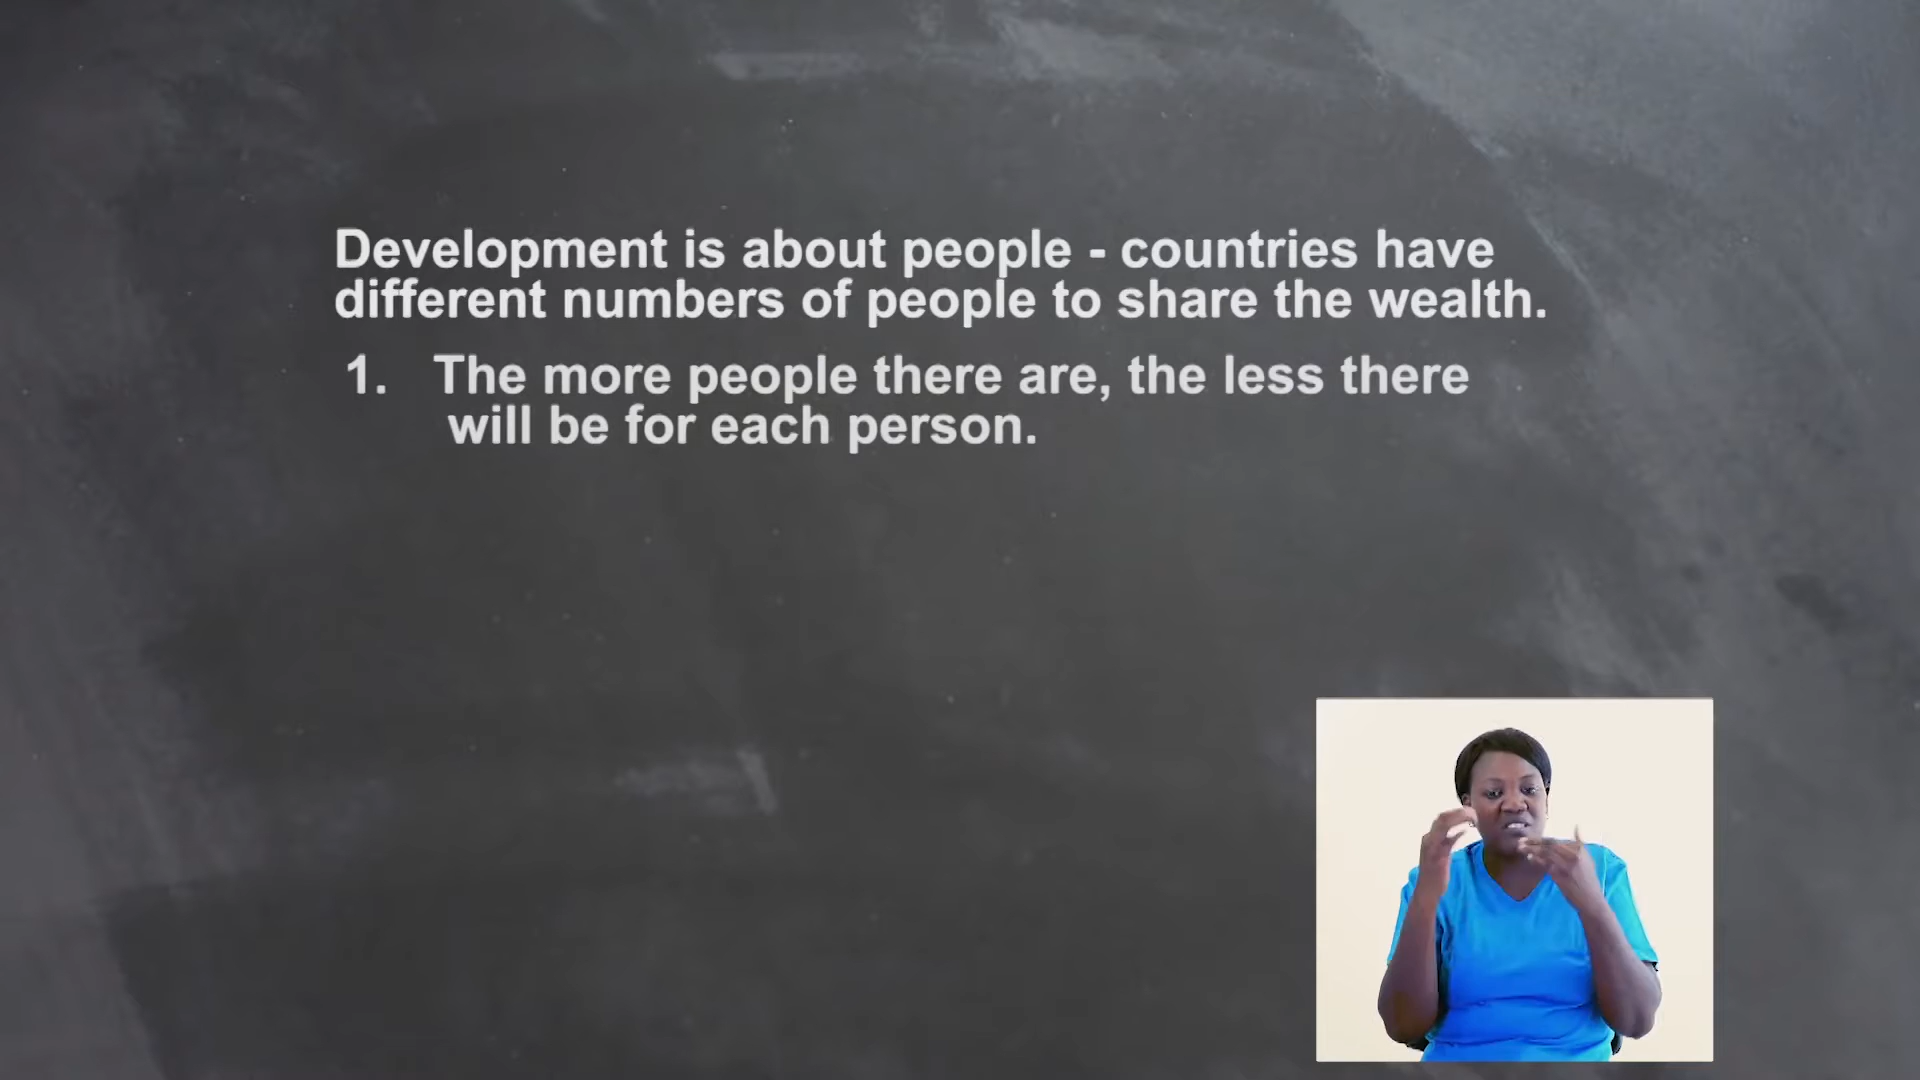 Development is about people - countries have
different numbers of people to share the wealth.
1. The more people there are, the less there
will be for each person.